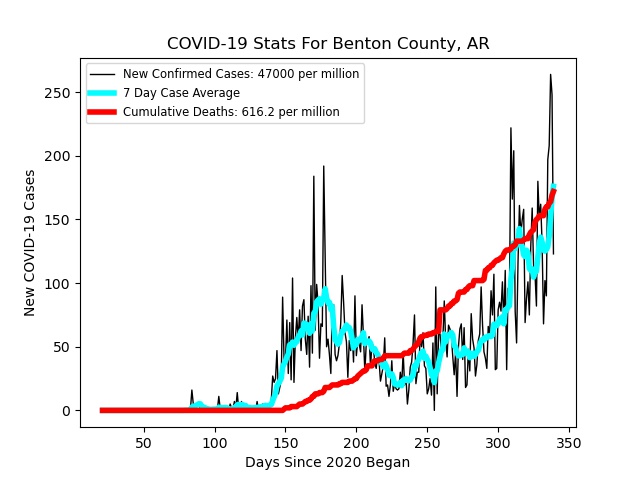 COVID-19 Stats For Benton County, AR
New Confirmed Cases: 47000 per million
7 Day Case Average
Cumulative Deaths: 616.2 per million
New COVID-19 Cases
250
200
150
100
50
0
50 100 150 200 250 300 350
Days Since 2020 Began